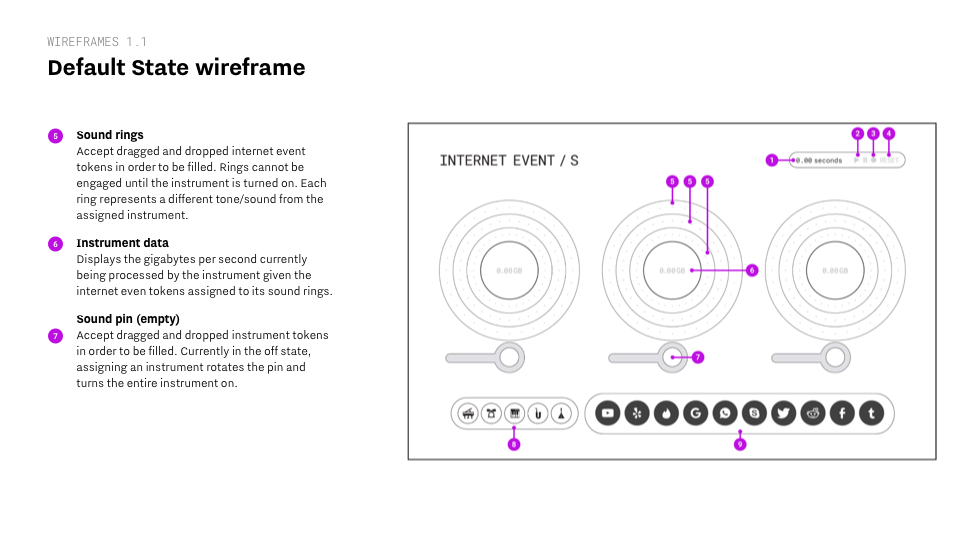 WIREFRAMES 1.1
Default State wireframe
5
Sound rings
Accept dragged and dropped internet event
tokens in order to be filled. Rings cannot be
engaged until the instrument is turned on. Each
ring represents a different tone/sound from the
assigned instrument.
6
Instrument data
Displays the gigabytes per second currently
being processed by the instrument given the
internet even tokens assigned to its sound rings.
Sound pin (empty)
7
Accept dragged and dropped instrument tokens
in order to be filled. Currently in the off state,
assigning an instrument rotates the pin and
turns the entire instrument on.
2 3 4
INTERNET EVENT / S
1 0.00 seconds RESET
5 5 5
0.00GB 0.00GB 6 0.00GB
7
8 9